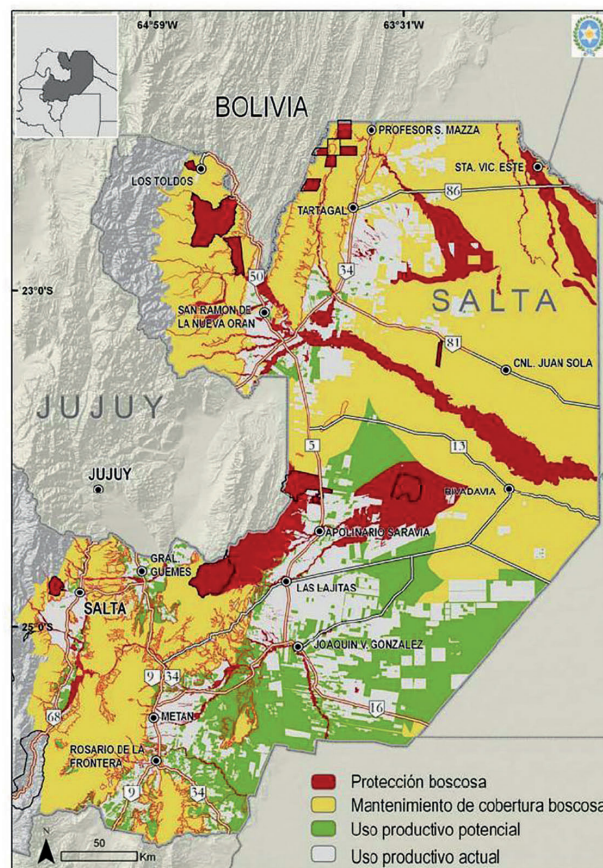 64°59'O
63°31'O
BOLIVIA
PROFESOR S. MAZZA
LOS TOLDOS
STA. VIC. ESTE
86
TARTAGAL
50
34
23°0'S
SALTA
SAN RAMON DE
LA NUEVA ORAN
81
CNL. JUAN SOLA
JUJUY
5
13
JUJUY
RIVADAVIA
APOLINARIO SARAVIA
GRAL.
GUEMES
LAS LAJITAS
SALTA
25°0'S
JOAQUIN V. GONZALEZ
9
34
16
68
METAN
ROSARIO DE LA
FRONTERA
9
34
Protección boscosa
Mantenimiento de cobertura boscosa
Uso productivo potencial
Uso productivo actual
N
50
Km